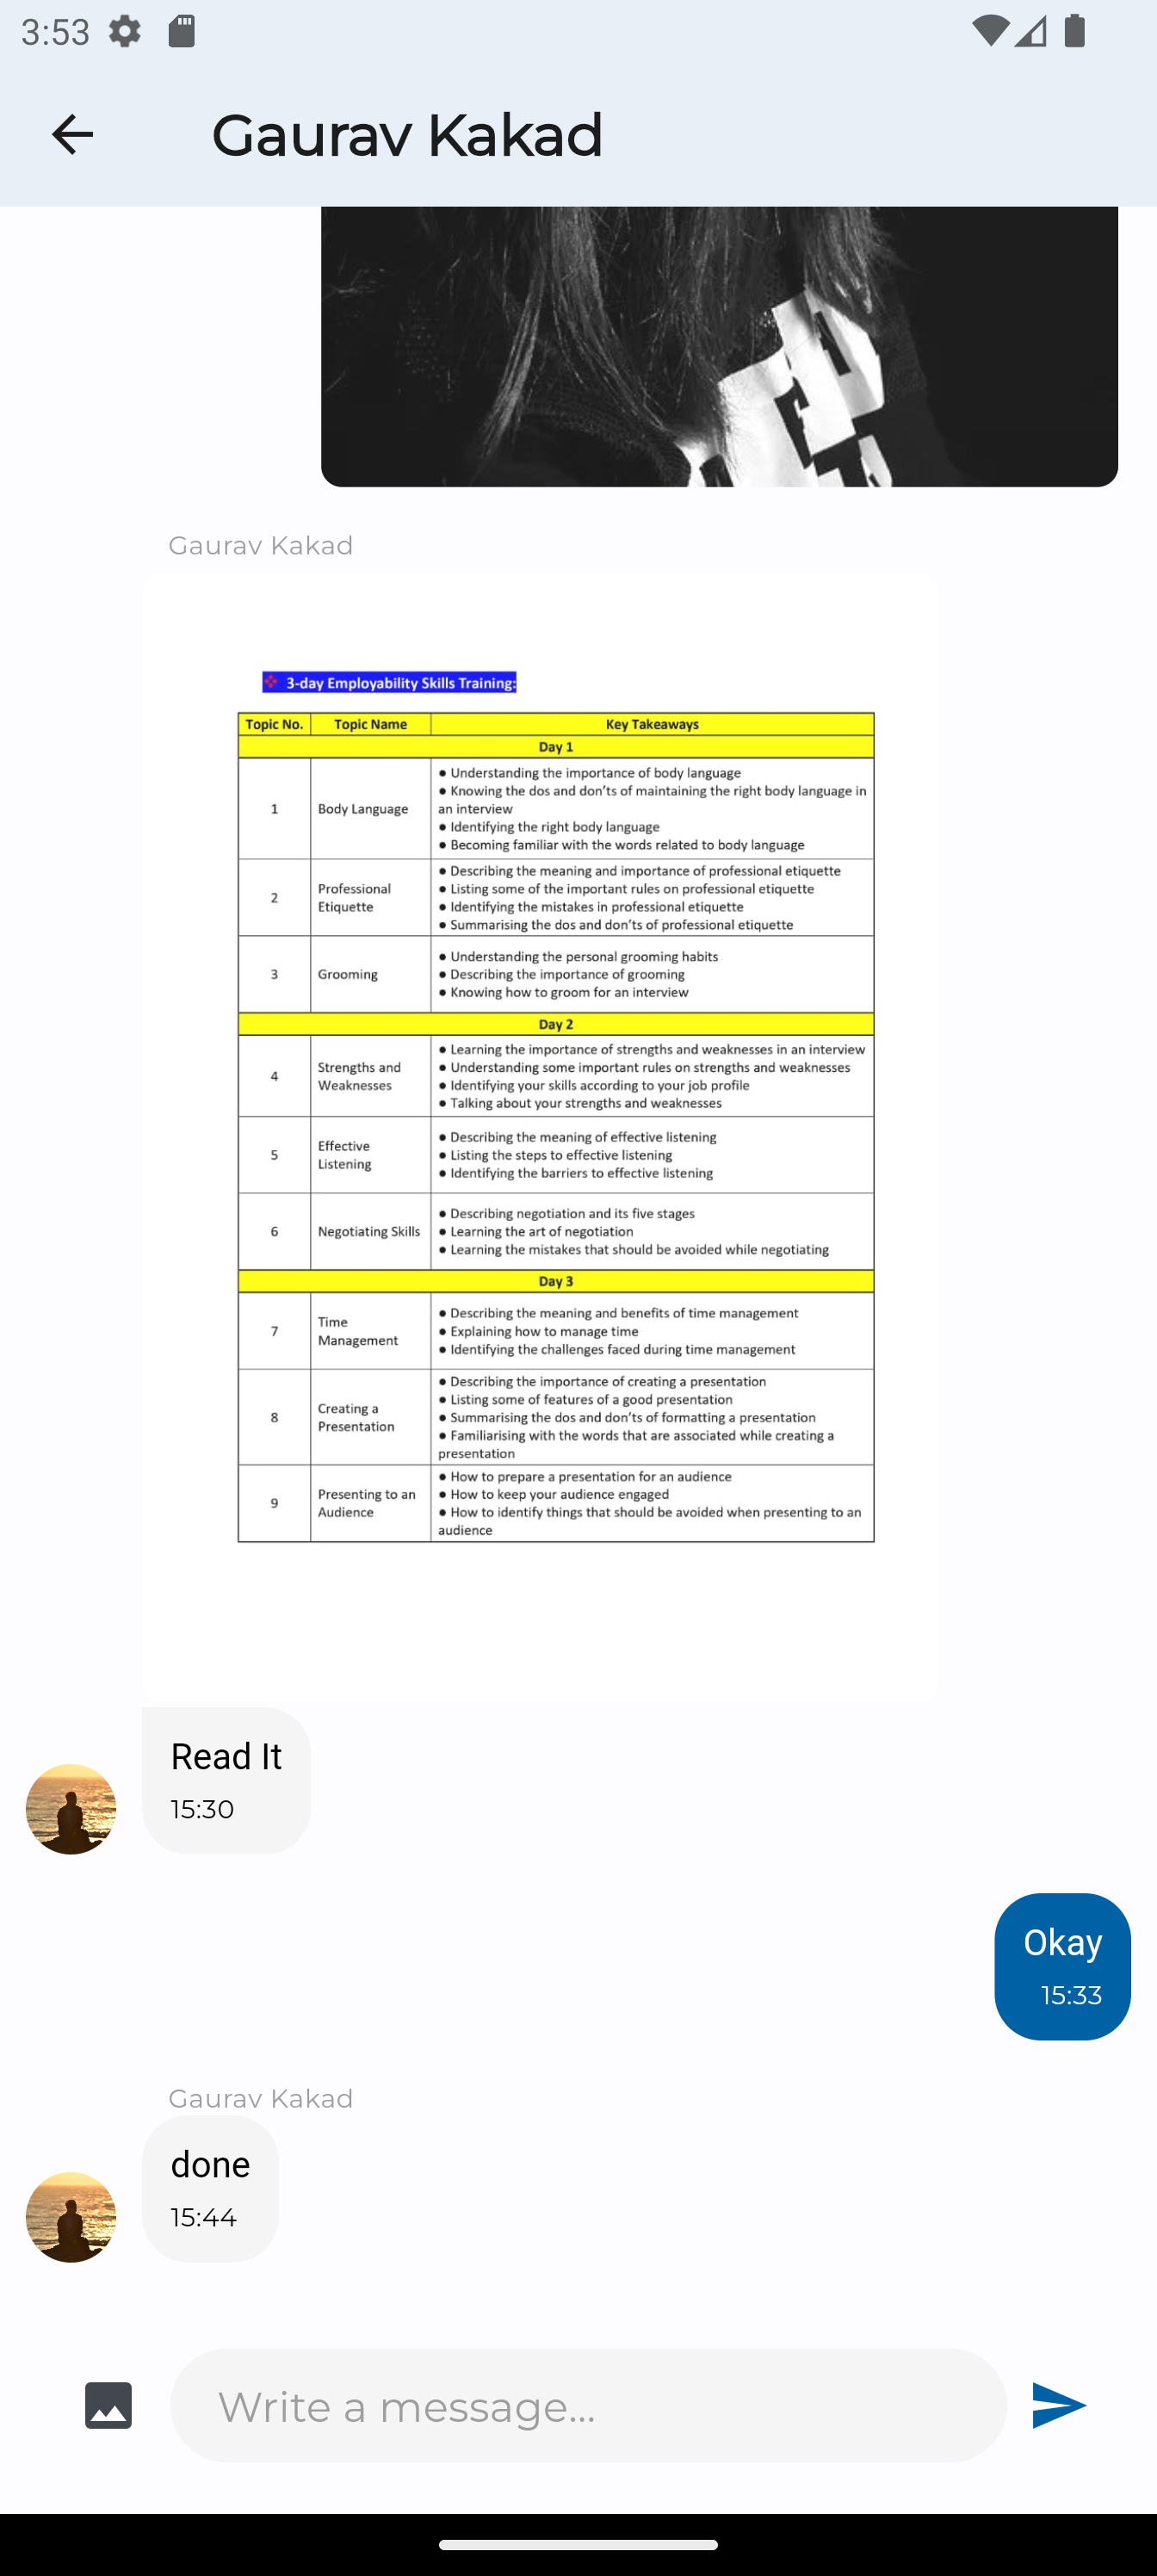 3:53
Gaurav Kakad
Gaurav Kakad
3-day Employability Skills Training:
Topic No. Topic Name Key Takeaways
Day 1
1 Body Language
● Understanding the importance of body language
● Knowing the dos and don'ts of maintaining the right body language in
an interview
● Identifying the right body language
● Becoming familiar with the words related to body language
2 Professional
Etiquette
● Describing the meaning and importance of professional etiquette
● Listing some of the important rules on professional etiquette
● Identifying the mistakes in professional etiquette
● Summarising the dos and don'ts of professional etiquette
3 Grooming
● Understanding the personal grooming habits
● Describing the importance of grooming
● Knowing how to groom for an interview
Day 2
4 Strengths and
Weaknesses
● Learning the importance of strengths and weaknesses in an interview
● Understanding some important rules on strengths and weaknesses
● Identifying your skills according to your job profile
● Talking about your strengths and weaknesses
5 Effective
Listening
● Describing the meaning of effective listening
● Listing the steps to effective listening
● Identifying the barriers to effective listening
6 Negotiating Skills
● Describing negotiation and its five stages
● Learning the art of negotiation
● Learning the mistakes that should be avoided while negotiating
Day 3
7 Time
Management
● Describing the meaning and benefits of time management
● Explaining how to manage time
● Identifying the challenges faced during time management
8 Creating a
Presentation
● Describing the importance of creating a presentation
● Listing some of features of a good presentation
● Summarising the dos and don'ts of formatting a presentation
● Familiarising with the words that are associated while creating a
presentation
9 Presenting to an
Audience
● How to prepare a presentation for an audience
● How to keep your audience engaged
● How to identify things that should be avoided when presenting to an
audience
Read It
15:30
Okay
15:33
Gaurav Kakad
done
15:44
Write a message...